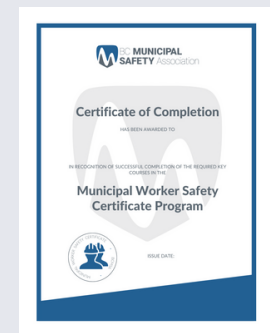 BC MUNICIPAL
SAFETY Association
Certificate of Completion
HAS BEEN AWARDED TO
IN RECOGNITION OF SUCCESSFUL COMPLETION OF THE REQUIRED KEY
COURSES IN THE
Municipal Worker Safety
Certificate Program
ISSUE DATE: